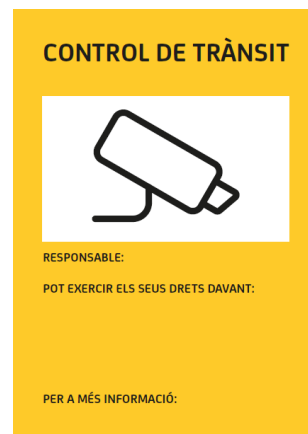 CONTROL DE TRÀNSIT
RESPONSABLE:
POT EXERCIR ELS SEUS DRETS DAVANT:
PER A MÉS INFORMACIÓ: